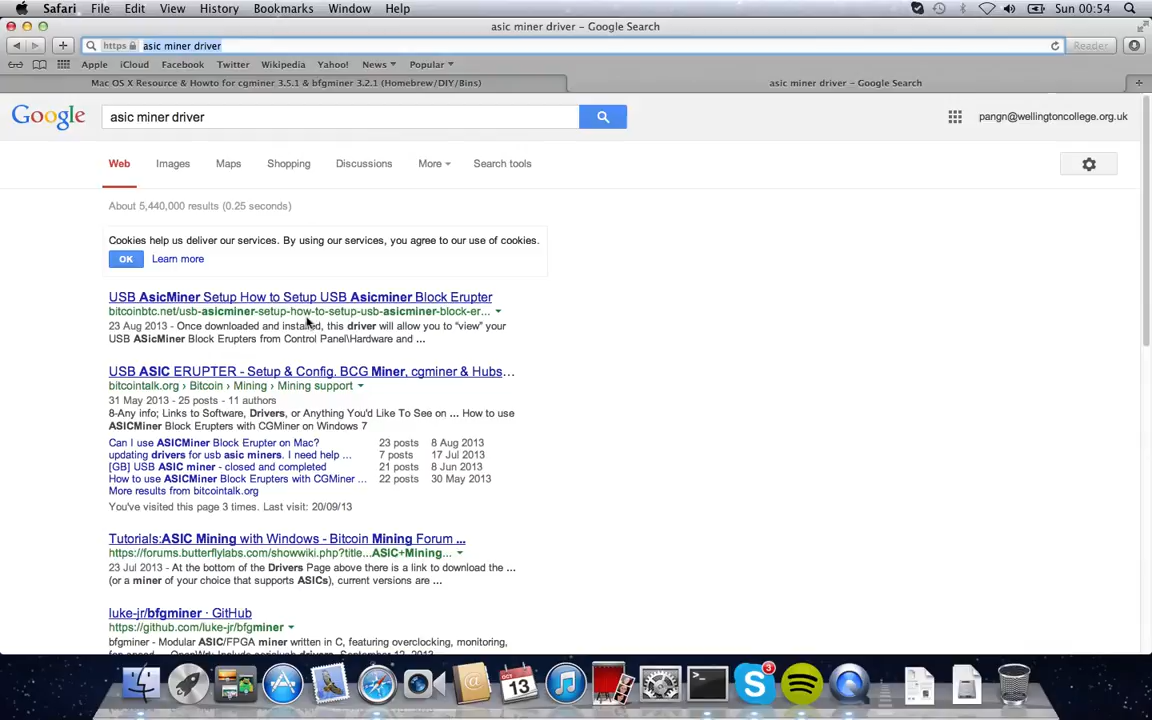 Safari File Edit View History Bookmarks Window Help Sun 00:54
asic miner driver – Google Search
https asic miner driver Reader
Apple iCloud Facebook Twitter Wikipedia Yahoo! News Popular
Mac OS X Resource & Howto for cgminer 3.5.1 & bfgminer 3.2.1 (Homebrew/DIY/Bins) asic miner driver – Google Search
Google asic miner driver pangn@wellingtoncollege.org.uk
Web Images Maps Shopping Discussions More Search tools
About 5,440,000 results (0.25 seconds)
Cookies help us deliver our services. By using our services, you agree to our use of cookies.
OK Learn more
USB AsicMiner Setup How to Setup USB Asicminer Block Erupter
bitcoinbtc.net/usb-asicminer-setup-how-to-setup-usb-asicminer-block-er...
23 Aug 2013 - Once downloaded and installed, this driver will allow you to “view” your
USB ASicMiner Block Erupters from Control Panel\Hardware and ...
USB ASIC ERUPTER - Setup & Config. BCG Miner, cgminer & Hubs...
bitcointalk.org › Bitcoin › Mining › Mining support
31 May 2013 - 25 posts - 11 authors
8-Any info; Links to Software, Drivers, or Anything You'd Like To See on ... How to use
ASICMiner Block Erupters with CGMiner on Windows 7
Can I use ASICMiner Block Erupter on Mac? 23 posts 8 Aug 2013
updating drivers for usb asic miners. I need help ... 7 posts 17 Jul 2013
[GB] USB ASIC miner - closed and completed 21 posts 8 Jun 2013
How to use ASICMiner Block Erupters with CGMiner ... 22 posts 30 May 2013
More results from bitcointalk.org
You've visited this page 3 times. Last visit: 20/09/13
Tutorials:ASIC Mining with Windows - Bitcoin Mining Forum ...
https://forums.butterflylabs.com/showwiki.php?title...ASIC+Mining...
23 Jul 2013 - At the bottom of the Drivers Page above there is a link to download the ...
(or a miner of your choice that supports ASICs), current versions are ...
luke-jr/bfgminer · GitHub
https://github.com/luke-jr/bfgminer
bfgminer - Modular ASIC/FPGA miner written in C, featuring overclocking, monitoring,
OCT
13
3